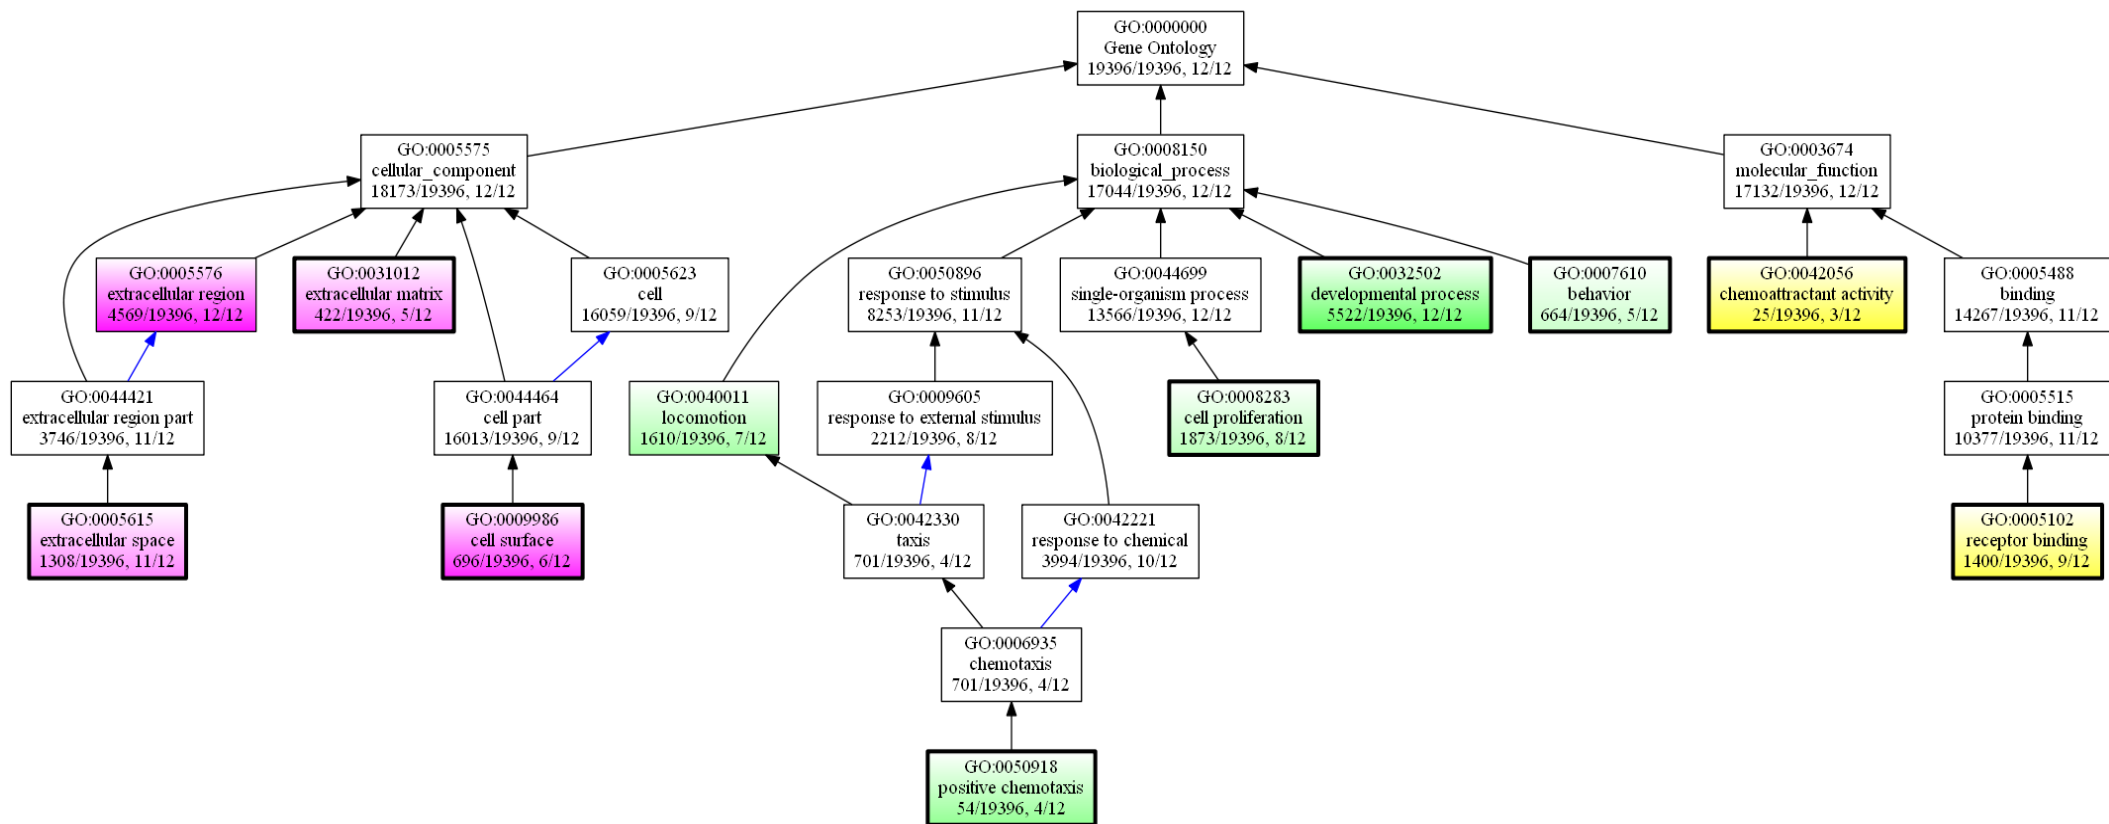 GO:0000000
Gene Ontology
19396/19396, 12/12
GO:0005575
cellular_component
18173/19396, 12/12
GO:0008150
biological_process
17044/19396, 12/12
GO:0003674
molecular_function
17132/19396, 12/12
GO:0005576
extracellular region
4569/19396, 12/12
GO:0031012
extracellular matrix
422/19396, 5/12
GO:0005623
cell
16059/19396, 9/12
GO:0050896
response to stimulus
8253/19396, 11/12
GO:0044699
single-organism process
13566/19396, 12/12
GO:0032502
developmental process
5522/19396, 12/12
GO:0007610
behavior
664/19396, 5/12
GO:0042056
chemoattractant activity
25/19396, 3/12
GO:0005488
binding
14267/19396, 11/12
GO:0044421
extracellular region part
3746/19396, 11/12
GO:0044464
cell part
16013/19396, 9/12
GO:0040011
locomotion
1610/19396, 7/12
GO:0009605
response to external stimulus
2212/19396, 8/12
GO:0008283
cell proliferation
1873/19396, 8/12
GO:0005515
protein binding
10377/19396, 11/12
GO:0005615
extracellular space
1308/19396, 11/12
GO:0009986
cell surface
696/19396, 6/12
GO:0042330
taxis
701/19396, 4/12
GO:0042221
response to chemical
3994/19396, 10/12
GO:0005102
receptor binding
1400/19396, 9/12
GO:0006935
chemotaxis
701/19396, 4/12
GO:0050918
positive chemotaxis
54/19396, 4/12